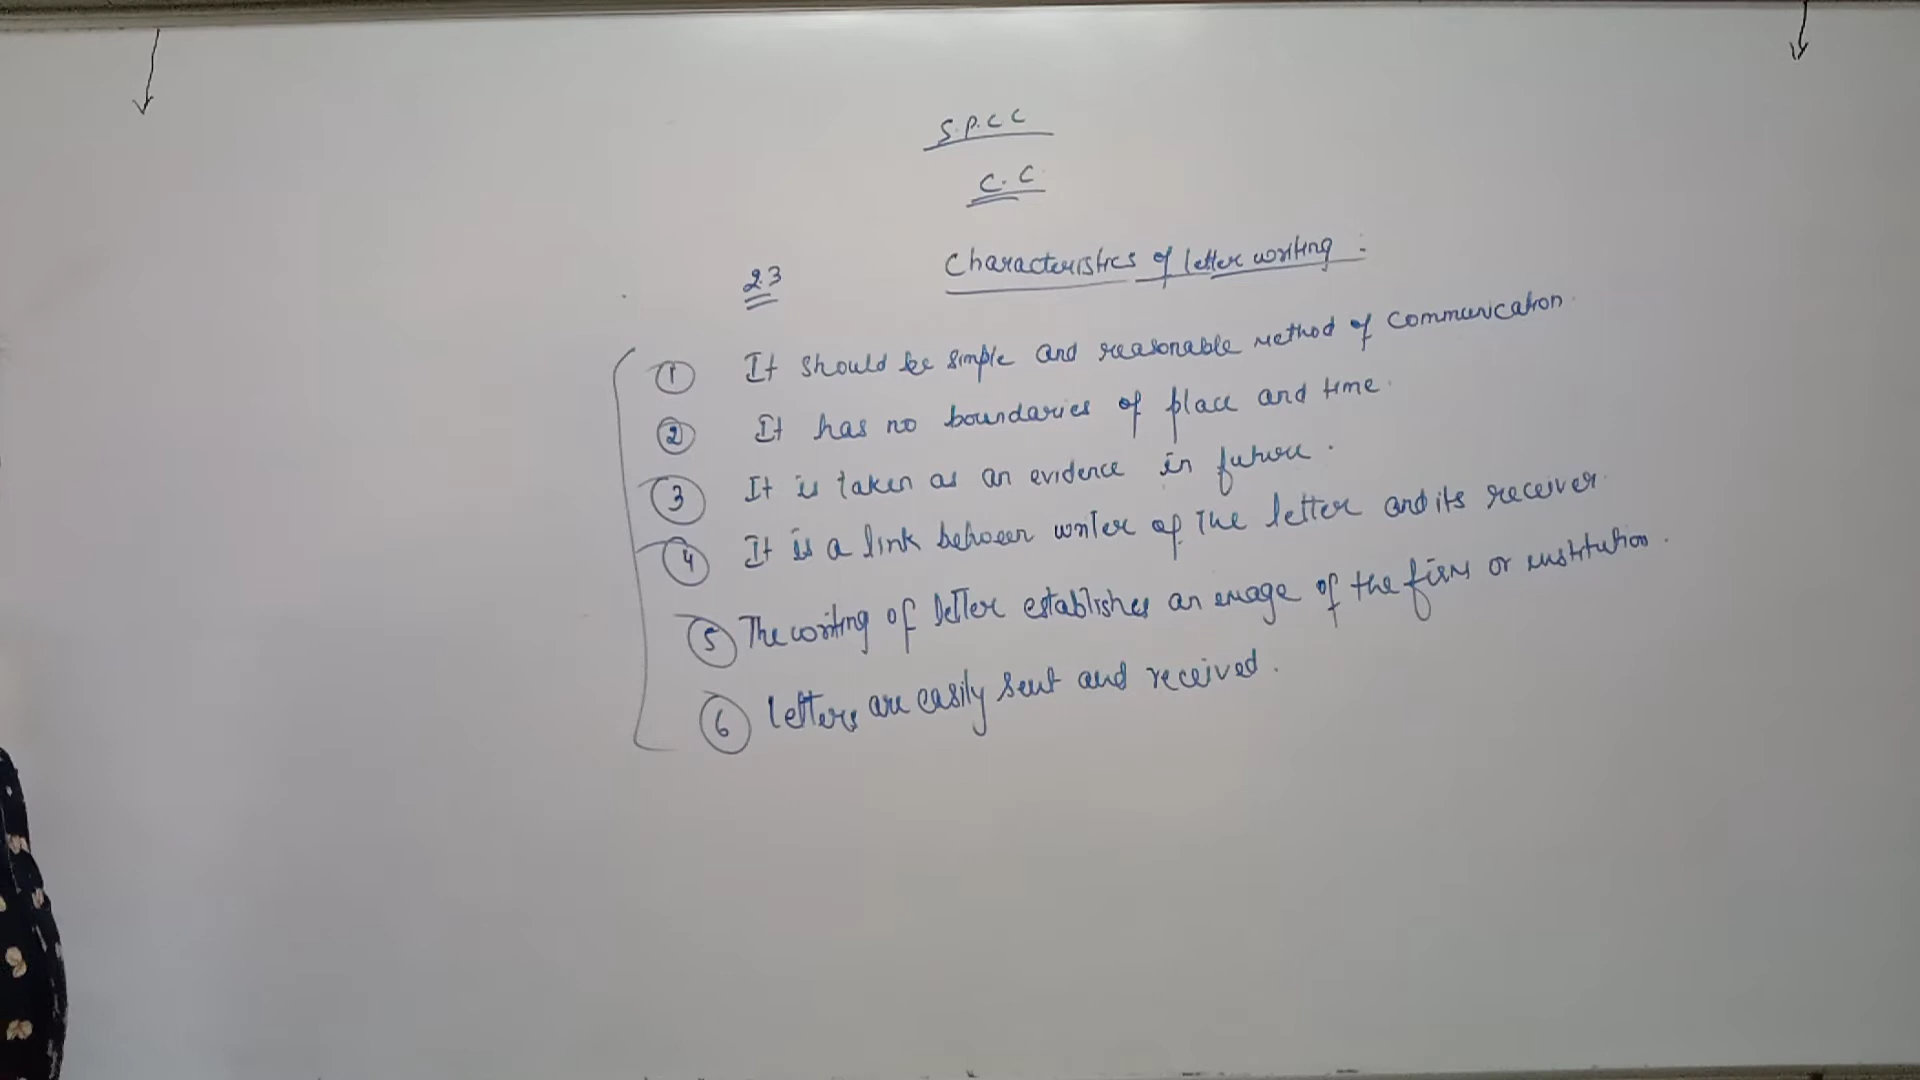 S.P.C.C
C.C
2.3 Characteristics of letter writing :
① It should be simple and reasonable method of communication.
② It has no boundaries of place and time.
③ It is taken as an evidence in future.
④ It is a link between writer of the letter and its receiver.
⑤ The writing of letter establishes an image of the firm or institution.
⑥ letters are easily sent and received.